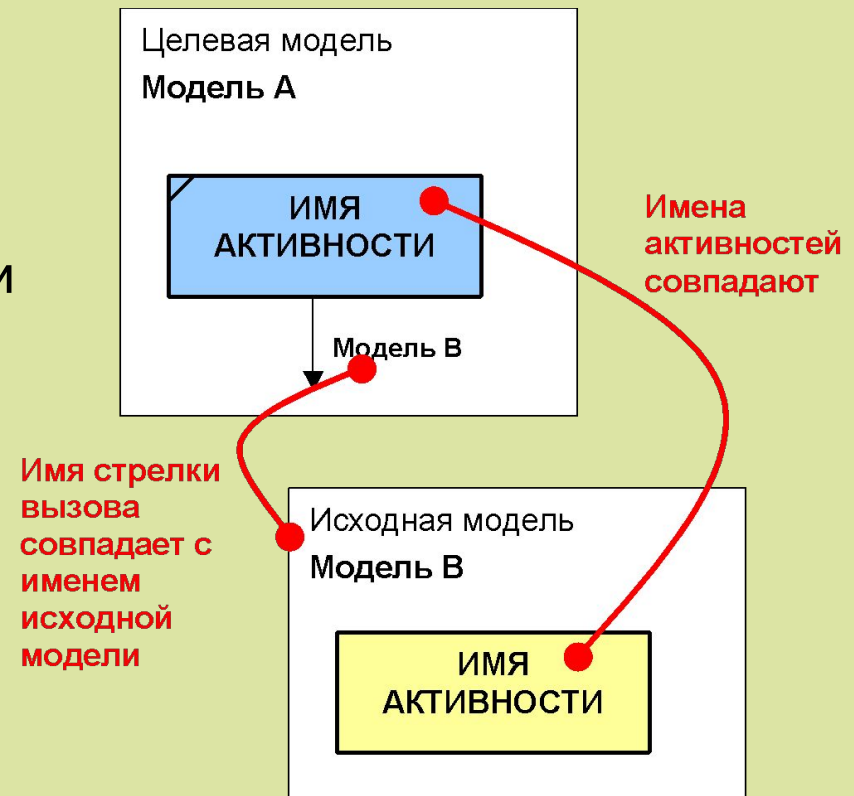 Целевая модель
Модель А
ИМЯ
АКТИВНОСТИ
Модель В
Имена
активностей
совпадают
и
Имя стрелки
вызова
совпадает с
именем
исходной
модели
Исходная модель
Модель В
ИМЯ
АКТИВНОСТИ